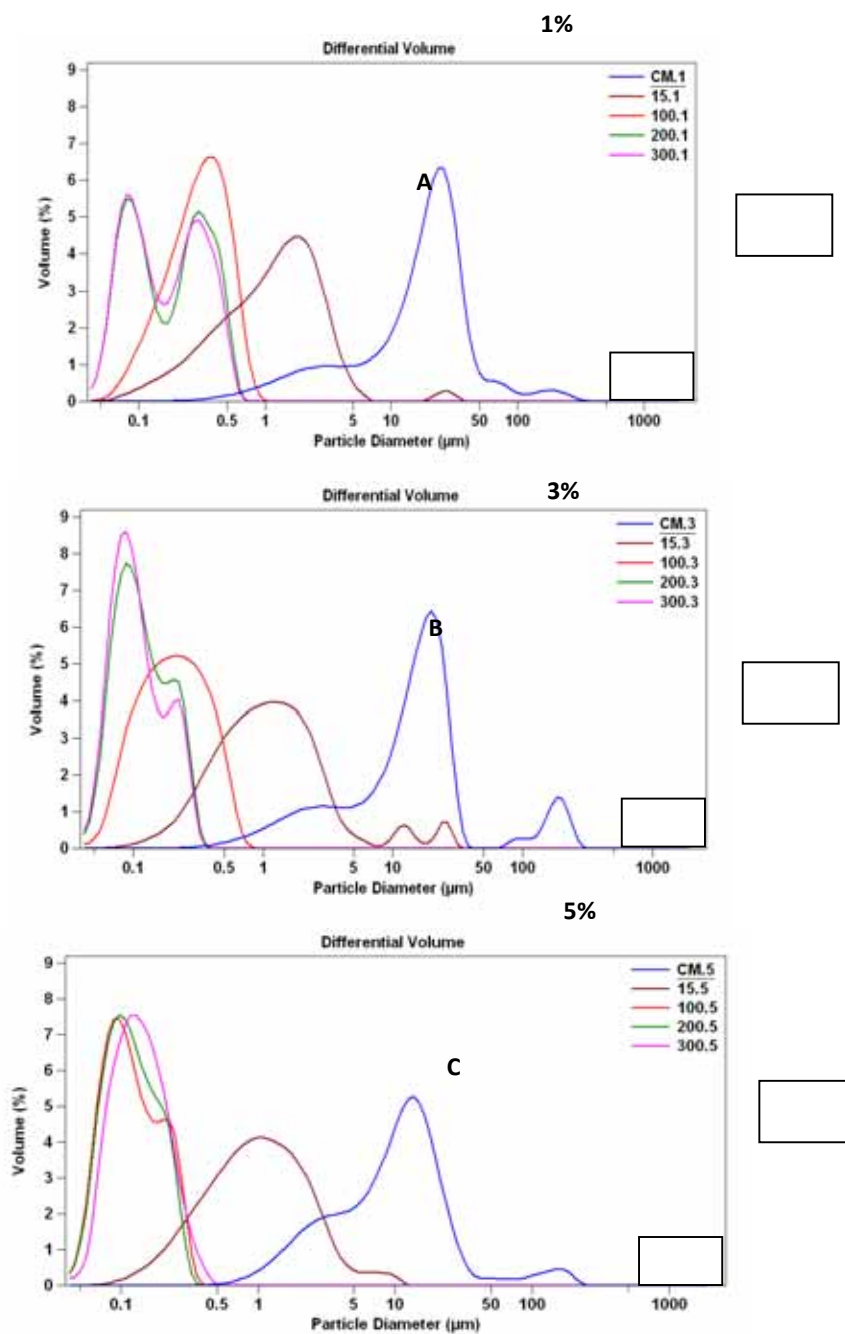 1%
Differential Volume
9
8
7
6
5
4
3
2
1
0
Volume (%)
CM.1
15.1
100.1
200.1
300.1
A
0.1 0.5 1 5 10 50 100 1000
Particle Diameter (µm)
3%
Differential Volume
9
8
7
6
5
4
3
2
1
0
Volume (%)
CM.3
15.3
100.3
200.3
300.3
B
0.1 0.5 1 5 10 50 100 1000
Particle Diameter (µm)
5%
Differential Volume
9
8
7
6
5
4
3
2
1
0
Volume (%)
CM.5
15.5
100.5
200.5
300.5
C
0.1 0.5 1 5 10 50 100 1000
Particle Diameter (µm)